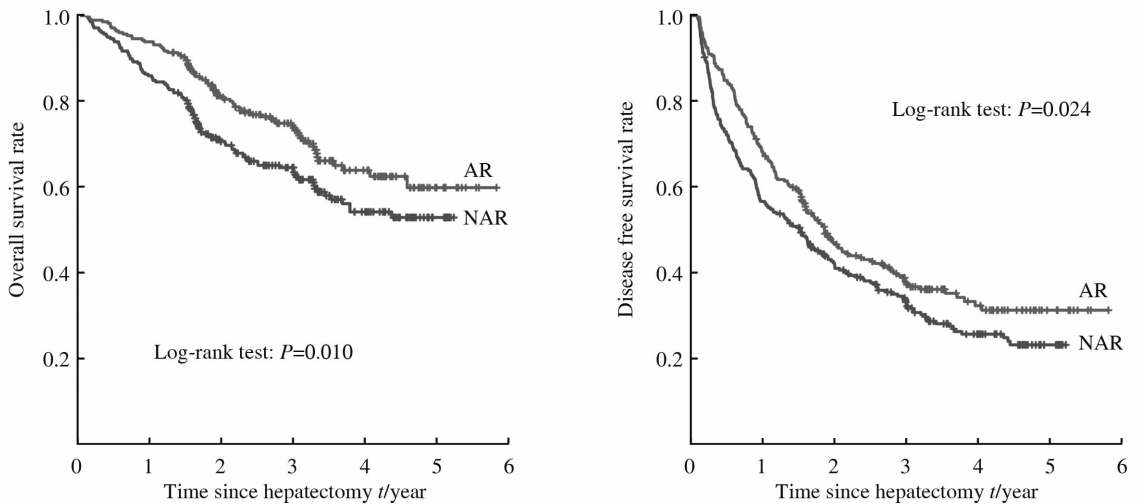 1.0
0.8
0.6
0.4
0.2
Overall survival rate
AR
NAR
Log-rank test: P=0.010
0 1 2 3 4 5 6
Time since hepatectomy t/year
1.0
0.8
0.6
0.4
0.2
Disease free survival rate
Log-rank test: P=0.024
AR
NAR
0 1 2 3 4 5 6
Time since hepatectomy t/year